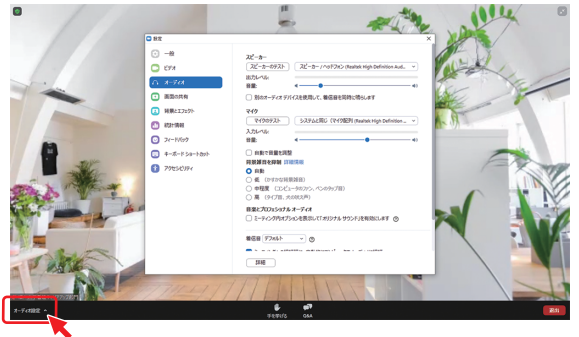 設定
一般
ビデオ
オーディオ
画面の共有
背景とエフェクト
統計情報
フィードバック
キーボード ショートカット
アクセシビリティ
スピーカー
スピーカーのテスト
スピーカー / ヘッドフォン (Realtek High Definition Aud...
出力レベル:
音量:
別のオーディオ デバイスを使用して、着信音を同時に鳴らします
マイク
マイクのテスト
システムと同じ (マイク配列 (Realtek High Definition ...
入力レベル:
音量:
自動で音量を調整
背景雑音を抑制 詳細情報
自動
低 (かすかな背景雑音)
中程度 (コンピュータのファン、ペンのタップ音)
高 (タイプ音、犬の吠え声)
音楽とプロフェッショナル オーディオ
ミーティング内オプションを表示して「オリジナル サウンド」を有効にします
着信音 デフォルト
詳細
オーディオ設定
手を挙げる
Q&A
退出